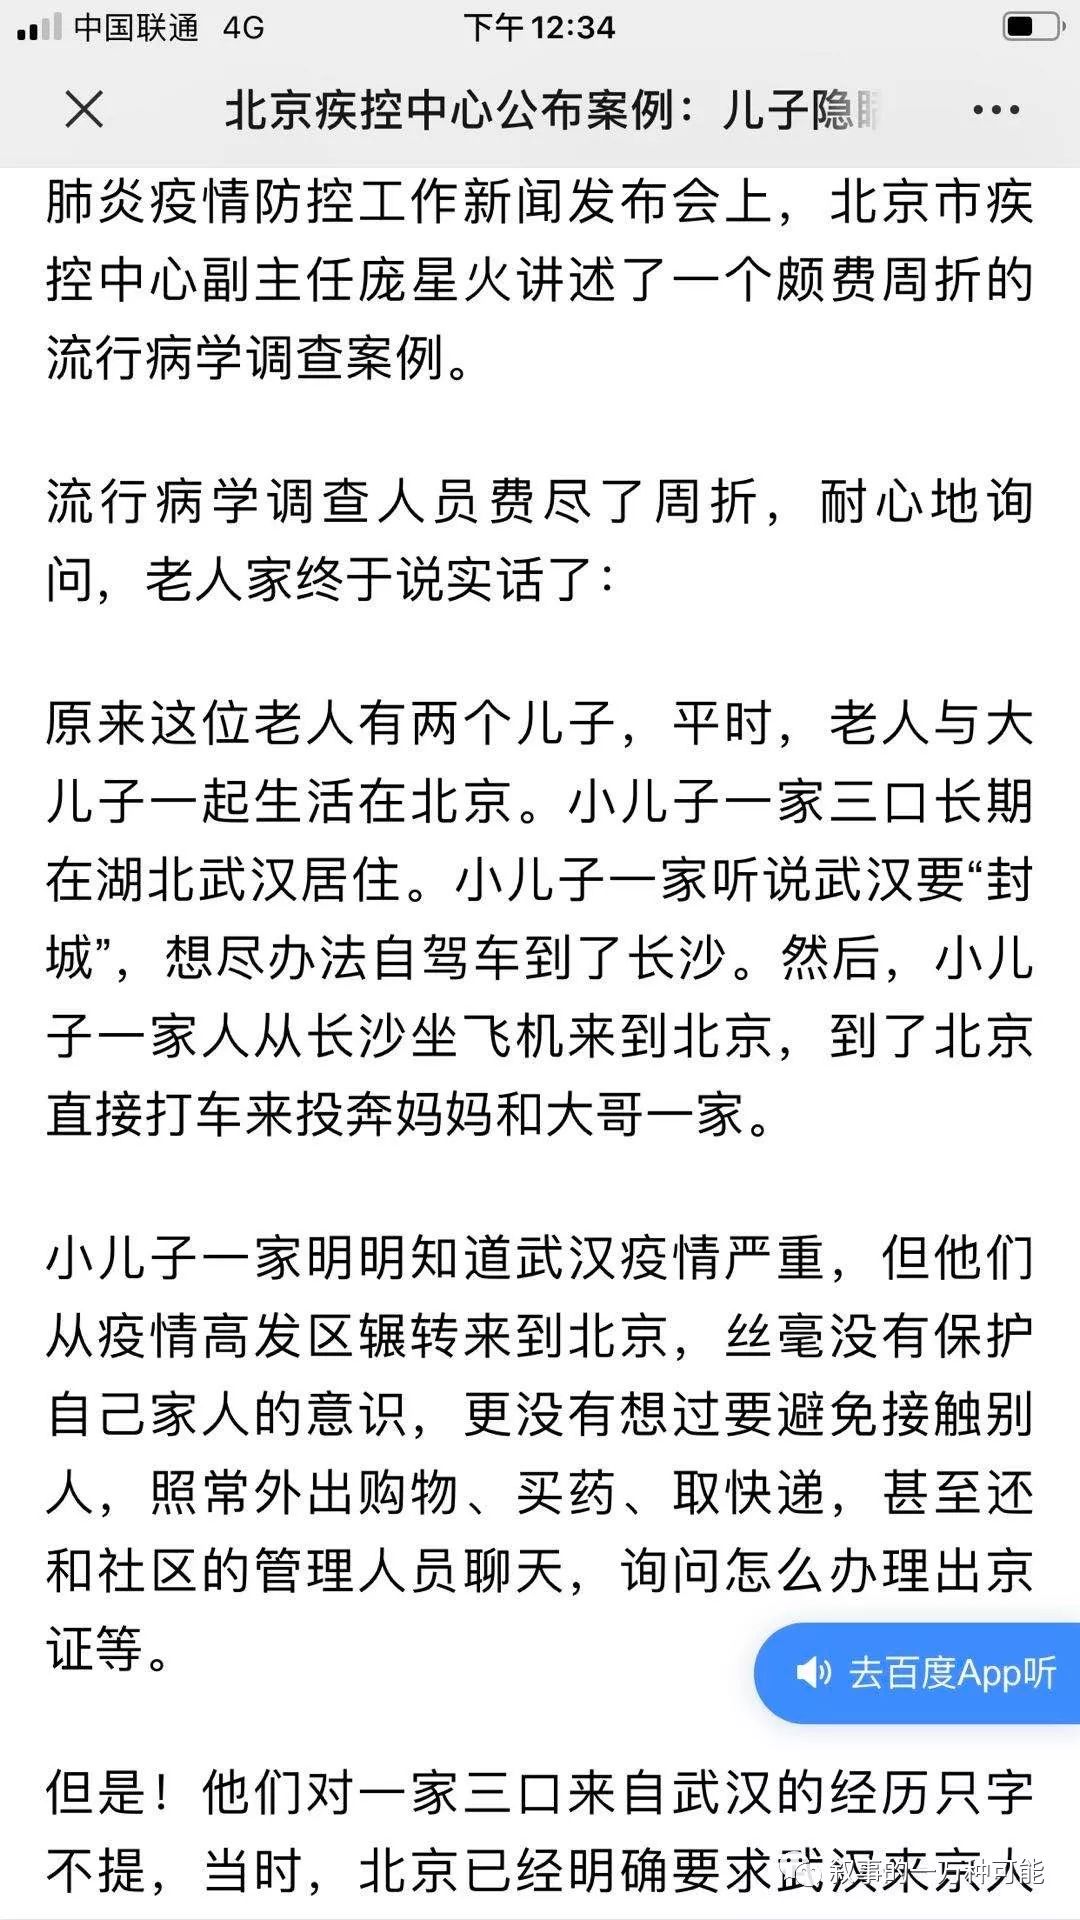 中国联通 4G 下午12:34
北京疾控中心公布案例：儿子隐瞒
肺炎疫情防控工作新闻发布会上，北京市疾
控中心副主任庞星火讲述了一个颇费周折的
流行病学调查案例。
流行病学调查人员费尽了周折，耐心地询
问，老人家终于说实话了：
原来这位老人有两个儿子，平时，老人与大
儿子一起生活在北京。小儿子一家三口长期
在湖北武汉居住。小儿子一家听说武汉要“封
城”，想尽办法自驾车到了长沙。然后，小儿
子一家人从长沙坐飞机来到北京，到了北京
直接打车来投奔妈妈和大哥一家。
小儿子一家明明知道武汉疫情严重，但他们
从疫情高发区辗转来到北京，丝毫没有保护
自己家人的意识，更没有想过要避免接触别
人，照常外出购物、买药、取快递，甚至还
和社区的管理人员聊天，询问怎么办理出京
证等。
去百度App听
但是！他们对一家三口来自武汉的经历只字
不提，当时，北京已经明确要求武汉来京人
叙事的一万种可能